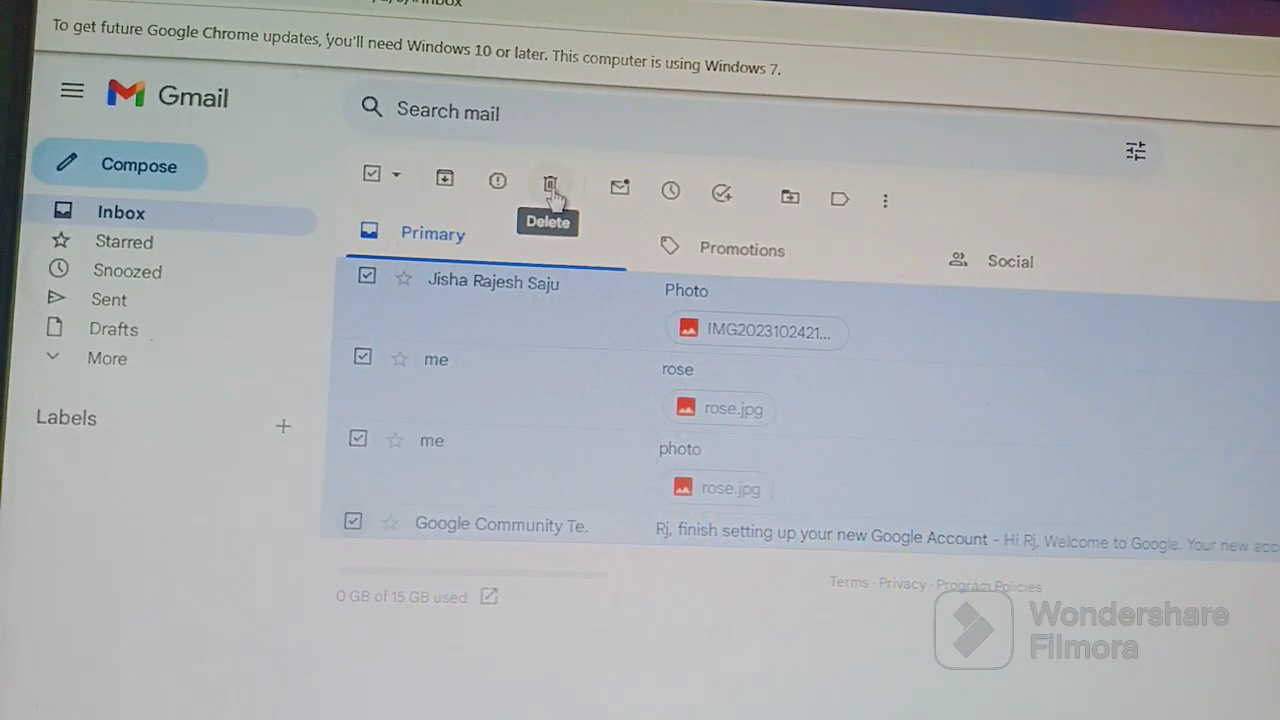 To get future Google Chrome updates, you'll need Windows 10 or later. This computer is using Windows 7.
Gmail
Search mail
Compose
Inbox
Starred
Snoozed
Sent
Drafts
More
Labels
Delete
Primary
Promotions
Social
Jisha Rajesh Saju
Photo
IMG2023102421...
me
rose
rose.jpg
me
photo
rose.jpg
Google Community Te.
Rj, finish setting up your new Google Account - Hi Rj, Welcome to Google. Your new acc
0 GB of 15 GB used
Terms · Privacy · Program Policies
Wondershare
Filmora